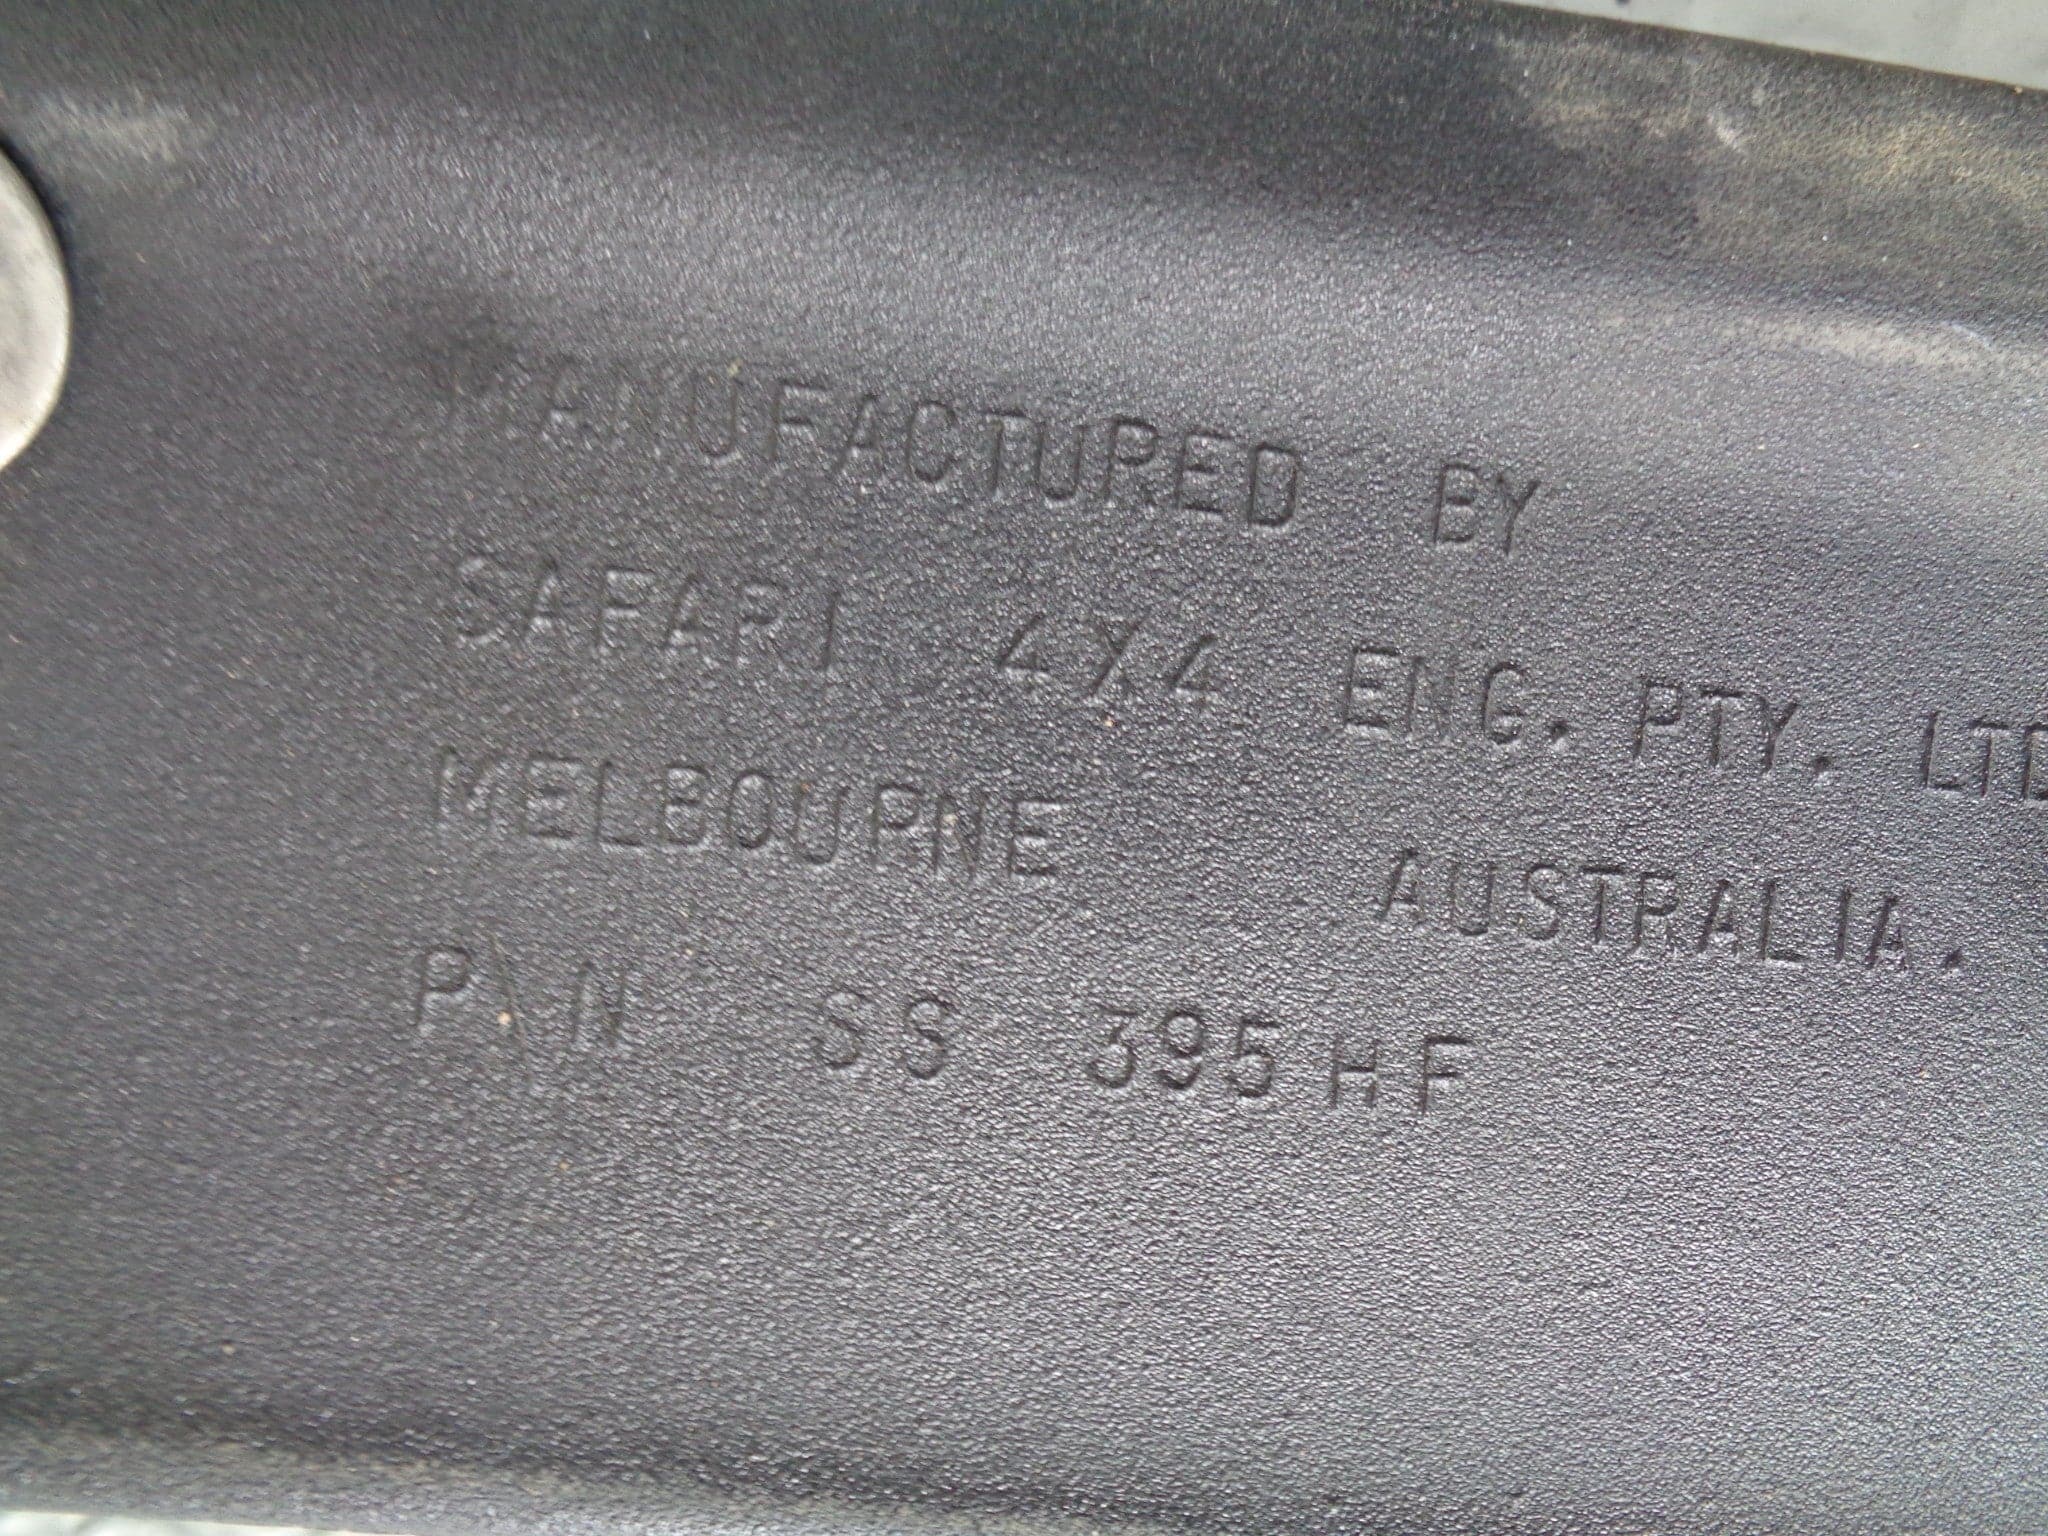 MANUFACTURED BY
SAFARI 4X4 ENG. PTY. LTD
MELBOURNE AUSTRALIA.
P\N SS 395HF